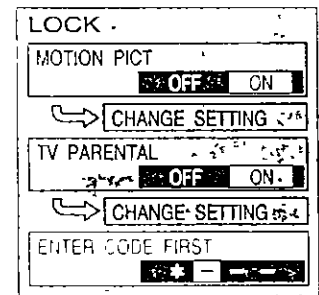 LOCK
MOTION PICT
OFF ON
CHANGE SETTING
TV PARENTAL
OFF ON
CHANGE SETTING
ENTER CODE FIRST
✱ – – –